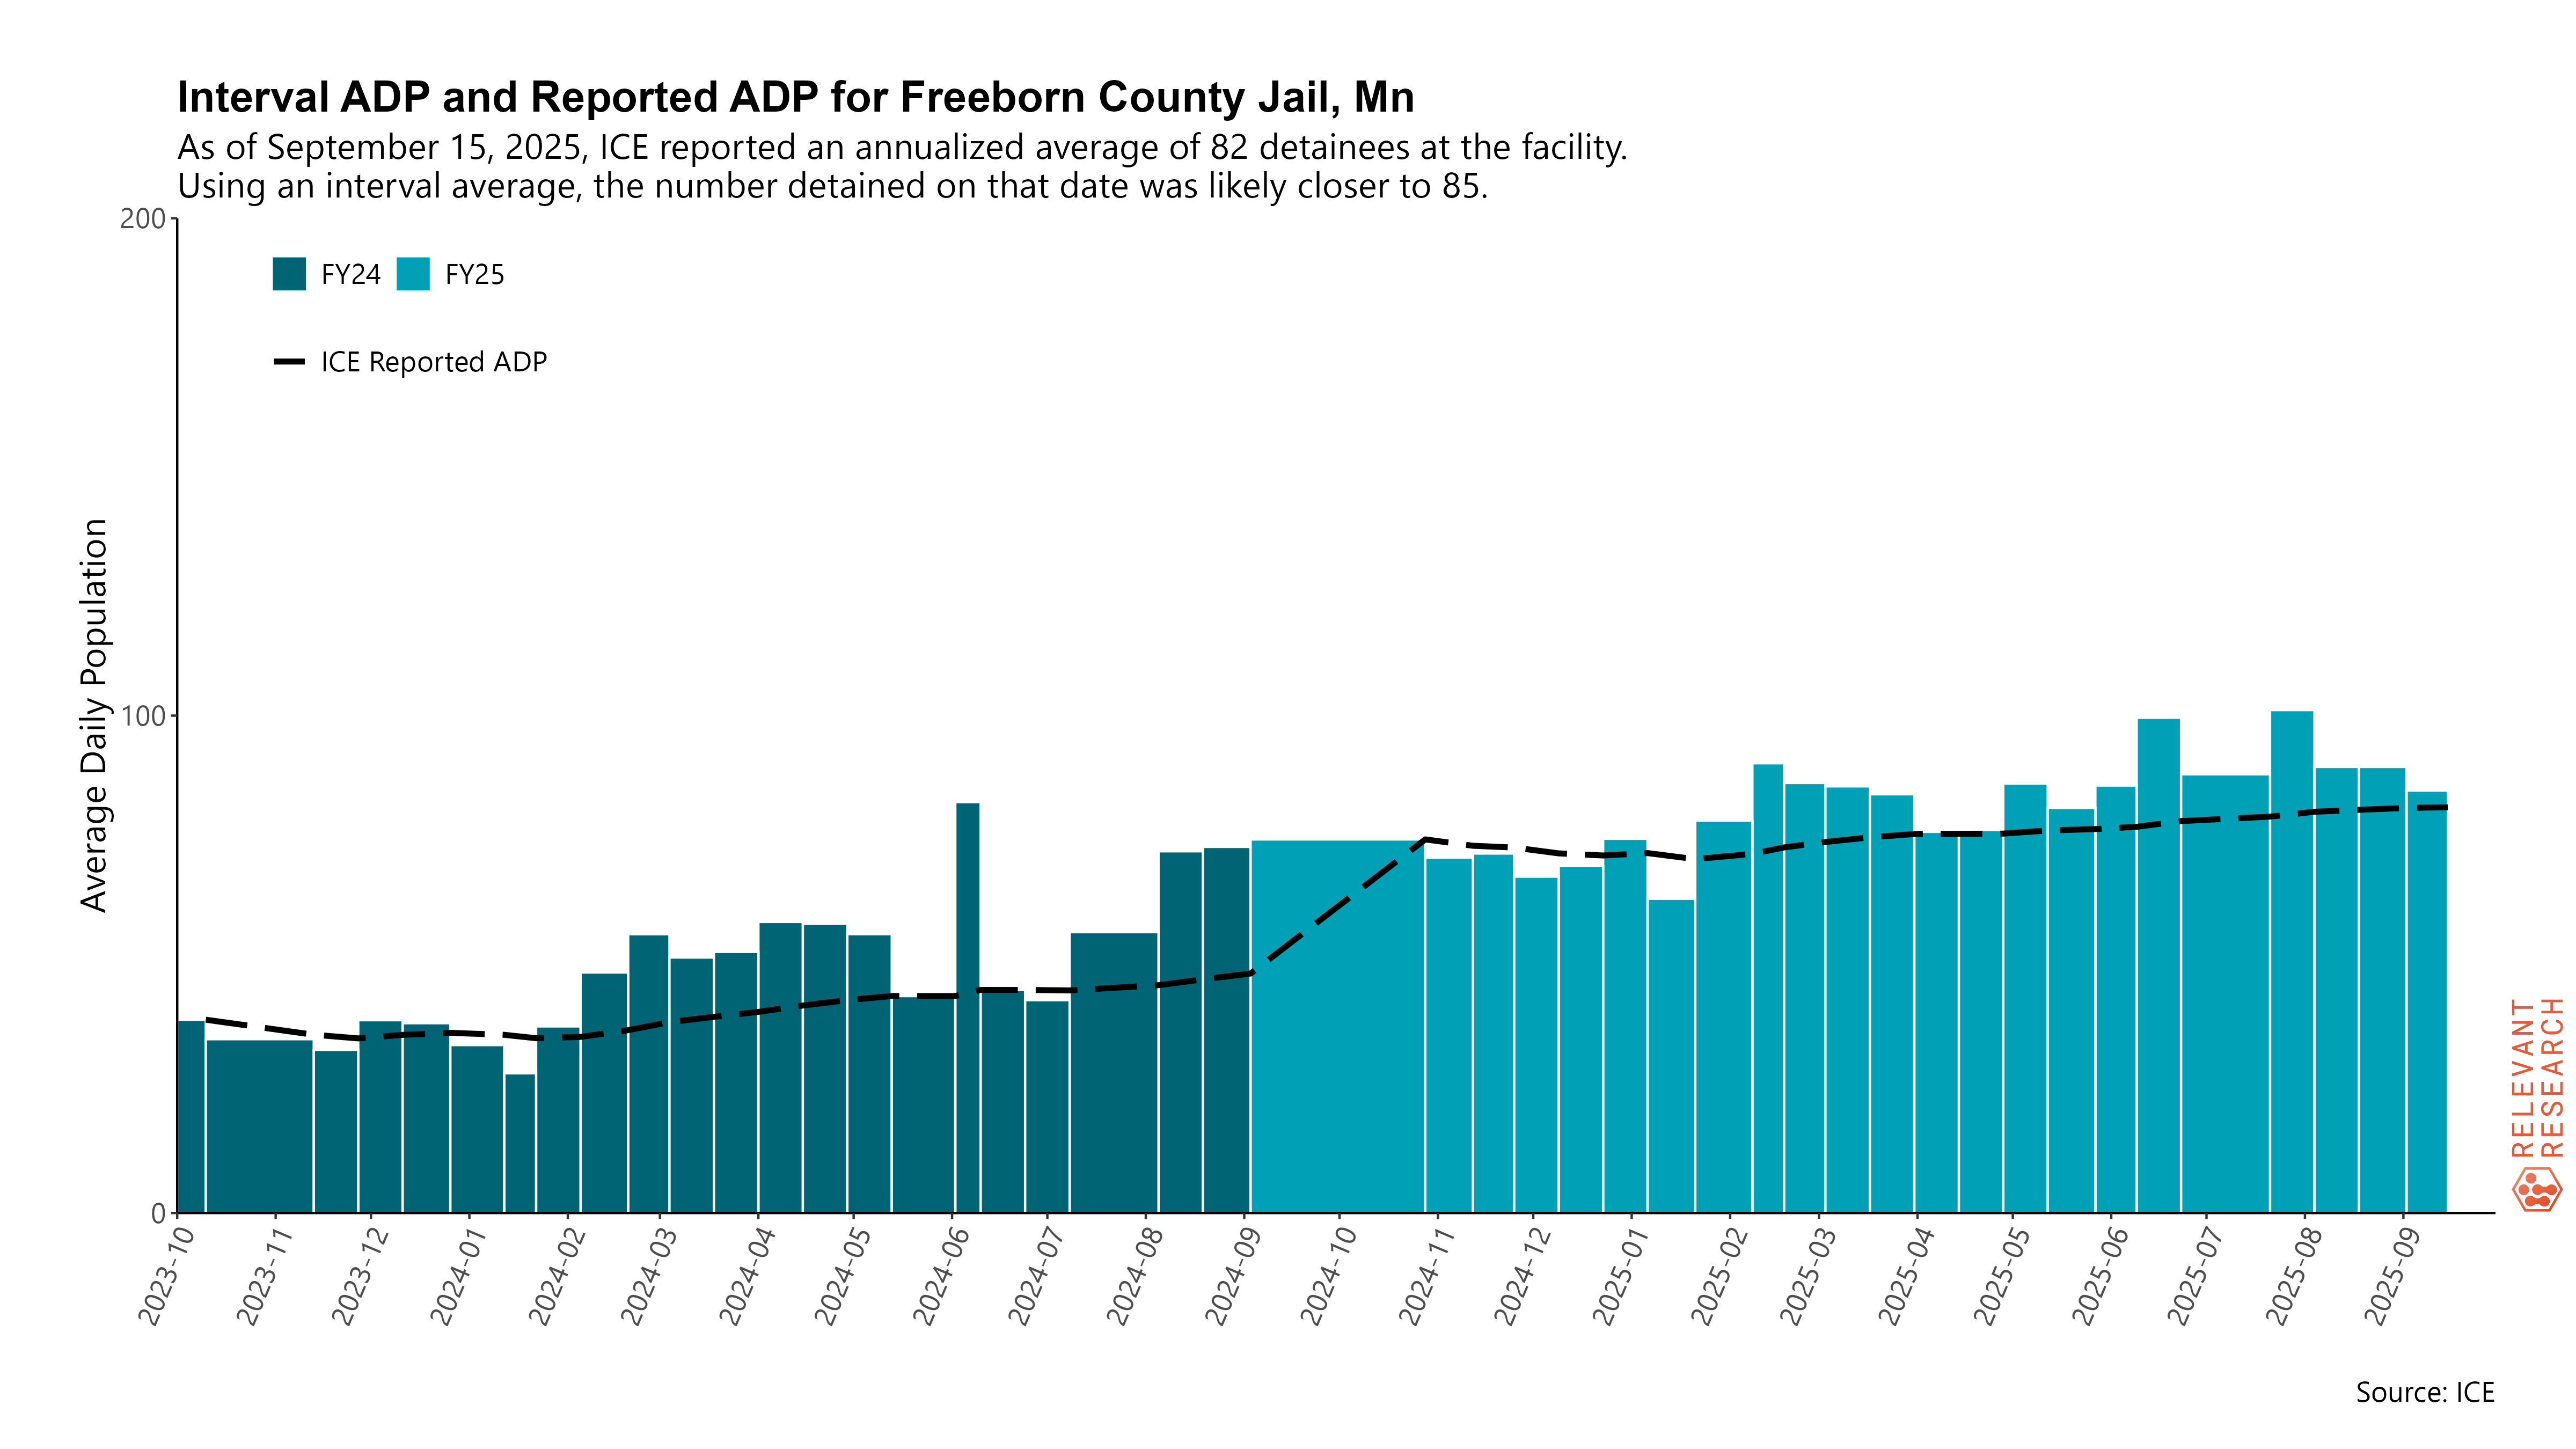 Interval ADP and Reported ADP for Freeborn County Jail, Mn
As of September 15, 2025, ICE reported an annualized average of 82 detainees at the facility.
Using an interval average, the number detained on that date was likely closer to 85.
200
FY24
FY25
ICE Reported ADP
Average Daily Population
100
0
2023-10
2023-11
2023-12
2024-01
2024-02
2024-03
2024-04
2024-05
2024-06
2024-07
2024-08
2024-09
2024-10
2024-11
2024-12
2025-01
2025-02
2025-03
2025-04
2025-05
2025-06
2025-07
2025-08
2025-09
RELEVANT
RESEARCH
Source: ICE